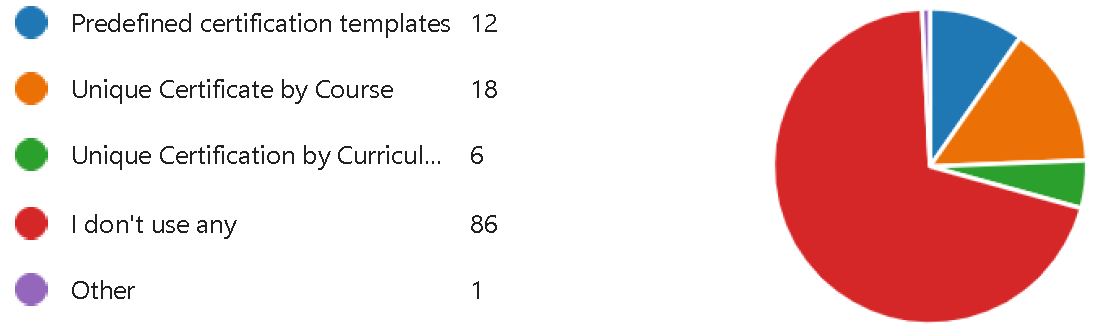 Predefined certification templates 12
Unique Certificate by Course 18
Unique Certification by Curricul... 6
I don't use any 86
Other 1